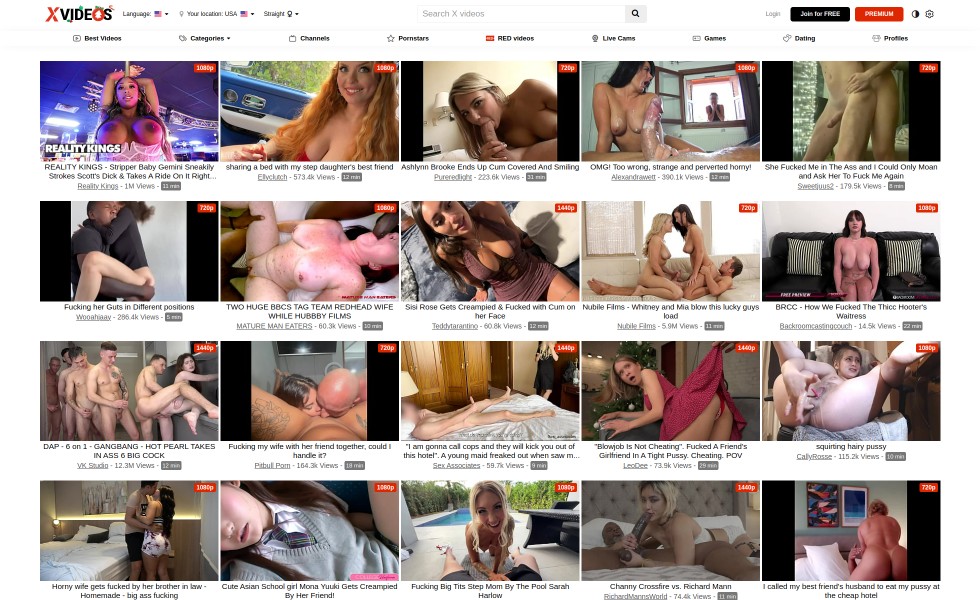 XVIDEOS
Language:
Your location: USA
Straight
Search X videos
Login
Join for FREE
PREMIUM
Best Videos
Categories
Channels
Pornstars
RED videos
Live Cams
Games
Dating
Profiles
1080p
REALITY KINGS
REALITY KINGS - Stripper Baby Gemini Sneakily
Strokes Scott's Dick & Takes A Ride On It Right...
Reality Kings - 1M Views - 11 min
1080p
sharing a bed with my step daughter's best friend
Ellyclutch - 573.4k Views - 12 min
720p
Ashlynn Brooke Ends Up Cum Covered And Smiling
Pureredlight - 223.6k Views - 31 min
1080p
OMG! Too wrong, strange and perverted horny!
Alexandrawett - 390.1k Views - 12 min
720p
She Fucked Me in The Ass and I Could Only Moan
and Ask Her To Fuck Me Again
Sweetjuus2 - 179.5k Views - 8 min
720p
Fucking her Guts in Different positions
Wooahiaay - 286.4k Views - 5 min
1080p
MATURE MAN EATERS
TWO HUGE BBCS TAG TEAM REDHEAD WIFE
WHILE HUBBBY FILMS
MATURE MAN EATERS - 60.3k Views - 10 min
1440p
Sisi Rose Gets Creampied & Fucked with Cum on
her Face
Teddytarantino - 60.8k Views - 12 min
720p
Nubile Films - Whitney and Mia blow this lucky guys
load
Nubile Films - 5.9M Views - 11 min
1080p
FREE PREVIEW
BACKROOM
BRCC - How We Fucked The Thicc Hooter's
Waitress
Backroomcastingcouch - 14.5k Views - 22 min
1440p
DAP - 6 on 1 - GANGBANG - HOT PEARL TAKES
IN ASS 6 BIG COCK
VK Studio - 12.3M Views - 12 min
720p
Fucking my wife with her friend together, could I
handle it?
Pitbull Porn - 164.3k Views - 18 min
1440p
"I am gonna call cops and they will kick you out of
this hotel". A young maid freaked out when saw m...
Sex Associates - 59.7k Views - 9 min
1440p
"Blowjob Is Not Cheating". Fucked A Friend's
Girlfriend In A Tight Pussy. Cheating. POV
LeoDee - 73.9k Views - 29 min
1080p
squirting hairy pussy
CallyRosse - 115.2k Views - 10 min
1080p
Horny wife gets fucked by her brother in law -
Homemade - big ass fucking
1080p
Cute Asian School girl Mona Yuuki Gets Creampied
By Her Friend!
1080p
Fucking Big Tits Step Mom By The Pool Sarah
Harlow
1440p
Channy Crossfire vs. Richard Mann
RichardMannsWorld - 74.4k Views - 11 min
720p
I called my best friend's husband to eat my pussy at
the cheap hotel